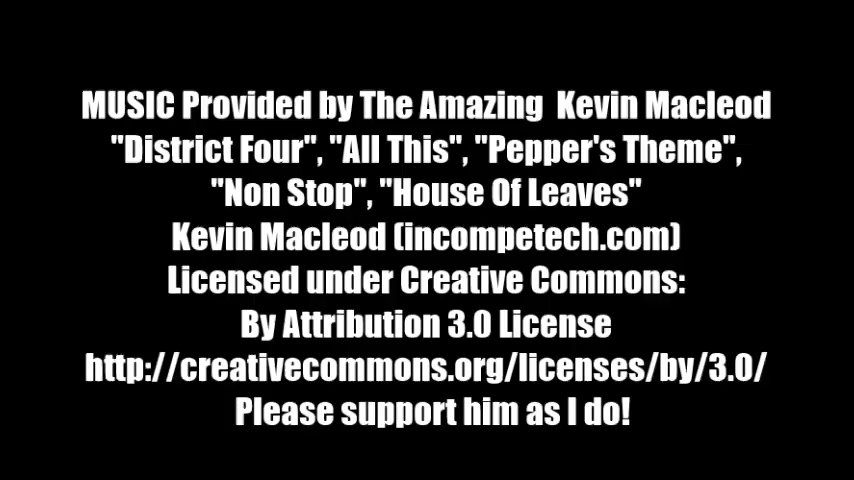 MUSIC Provided by The Amazing  Kevin Macleod
"District Four", "All This", "Pepper's Theme",
"Non Stop", "House Of Leaves"
Kevin Macleod (incompetech.com)
Licensed under Creative Commons:
By Attribution 3.0 License
http://creativecommons.org/licenses/by/3.0/
Please support him as I do!